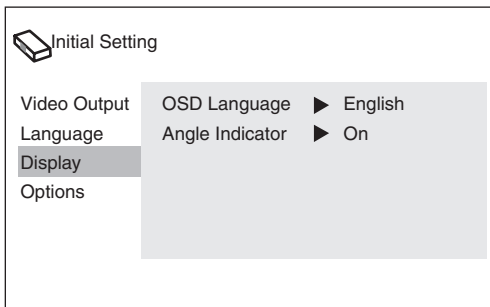 Initial Setting
Video Output
Language
Display
Options
OSD Language ▶ English
Angle Indicator ▶ On